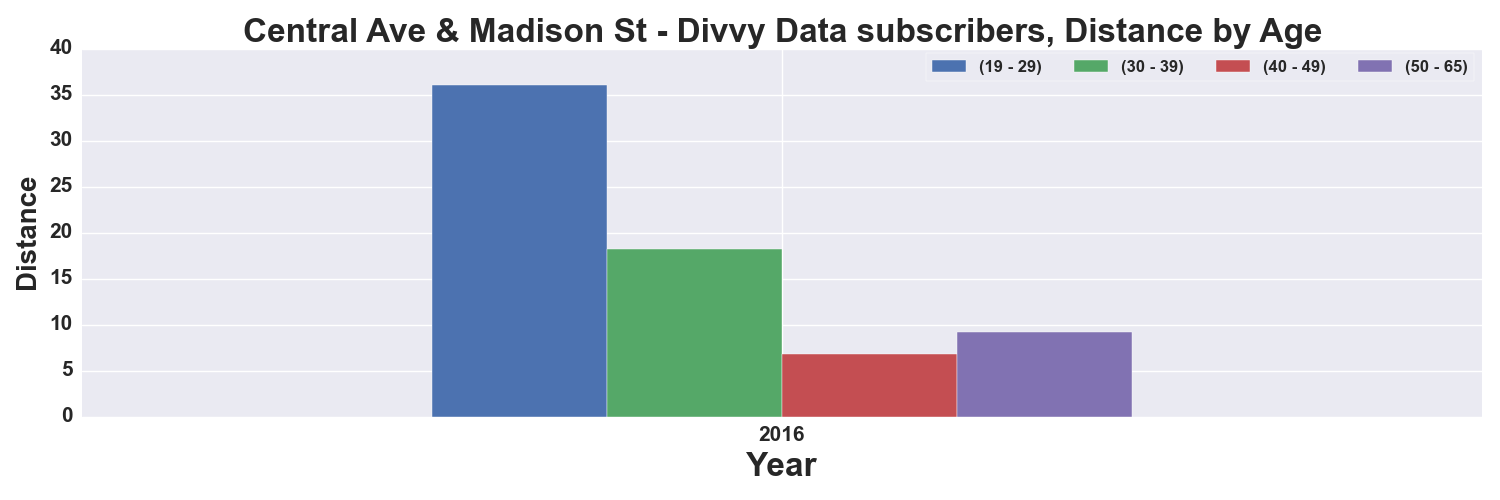 Central Ave & Madison St - Divvy Data subscribers, Distance by Age
(19 - 29) (30 - 39) (40 - 49) (50 - 65)
40
35
30
25
20
15
10
5
0
Distance
2016
Year